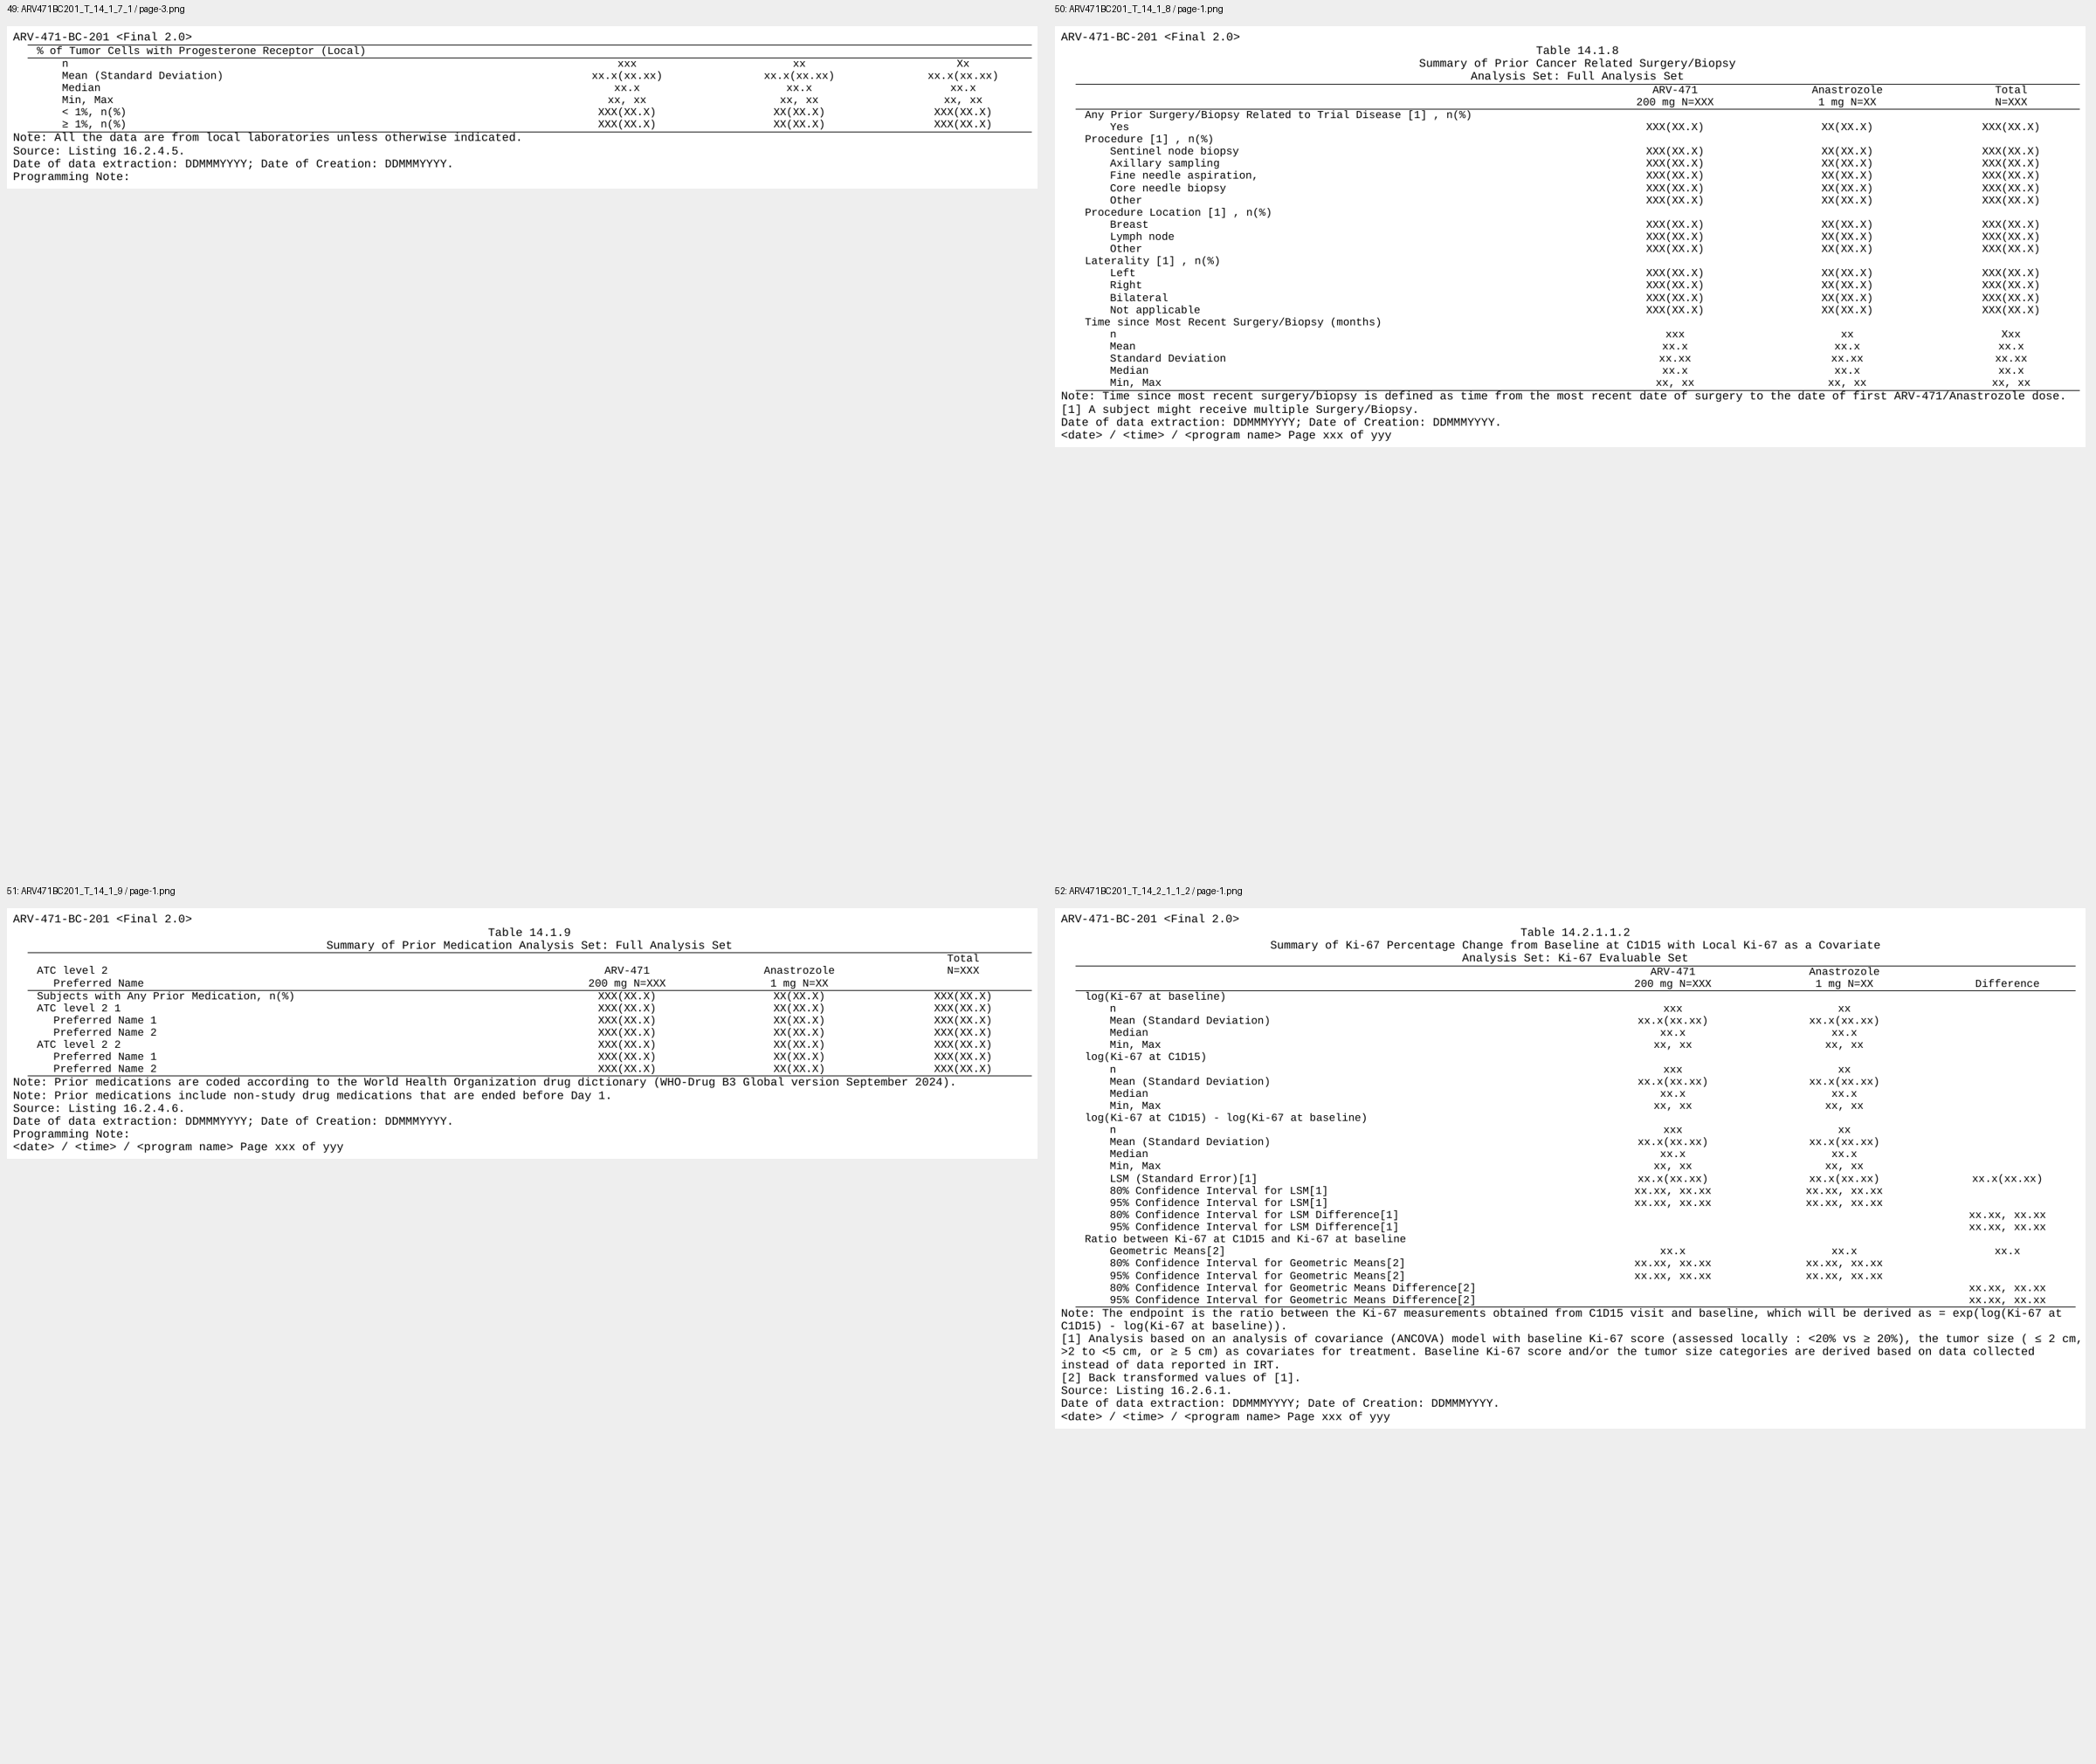 49: ARV471BC201_T_14_1_7_1 / page-3.png
ARV-471-BC-201 <Final 2.0>
% of Tumor Cells with Progesterone Receptor (Local)
n xxx xx Xx
Mean (Standard Deviation) xx.x(xx.xx) xx.x(xx.xx) xx.x(xx.xx)
Median xx.x xx.x xx.x
Min, Max xx, xx xx, xx xx, xx
< 1%, n(%) XXX(XX.X) XX(XX.X) XXX(XX.X)
≥ 1%, n(%) XXX(XX.X) XX(XX.X) XXX(XX.X)
Note: All the data are from local laboratories unless otherwise indicated.
Source: Listing 16.2.4.5.
Date of data extraction: DDMMMYYYY; Date of Creation: DDMMMYYYY.
Programming Note:
50: ARV471BC201_T_14_1_8 / page-1.png
ARV-471-BC-201 <Final 2.0>
Table 14.1.8
Summary of Prior Cancer Related Surgery/Biopsy
Analysis Set: Full Analysis Set
ARV-471 Anastrozole Total
200 mg N=XXX 1 mg N=XX N=XXX
Any Prior Surgery/Biopsy Related to Trial Disease [1] , n(%)
Yes XXX(XX.X) XX(XX.X) XXX(XX.X)
Procedure [1] , n(%)
Sentinel node biopsy XXX(XX.X) XX(XX.X) XXX(XX.X)
Axillary sampling XXX(XX.X) XX(XX.X) XXX(XX.X)
Fine needle aspiration, XXX(XX.X) XX(XX.X) XXX(XX.X)
Core needle biopsy XXX(XX.X) XX(XX.X) XXX(XX.X)
Other XXX(XX.X) XX(XX.X) XXX(XX.X)
Procedure Location [1] , n(%)
Breast XXX(XX.X) XX(XX.X) XXX(XX.X)
Lymph node XXX(XX.X) XX(XX.X) XXX(XX.X)
Other XXX(XX.X) XX(XX.X) XXX(XX.X)
Laterality [1] , n(%)
Left XXX(XX.X) XX(XX.X) XXX(XX.X)
Right XXX(XX.X) XX(XX.X) XXX(XX.X)
Bilateral XXX(XX.X) XX(XX.X) XXX(XX.X)
Not applicable XXX(XX.X) XX(XX.X) XXX(XX.X)
Time since Most Recent Surgery/Biopsy (months)
n xxx xx Xxx
Mean xx.x xx.x xx.x
Standard Deviation xx.xx xx.xx xx.xx
Median xx.x xx.x xx.x
Min, Max xx, xx xx, xx xx, xx
Note: Time since most recent surgery/biopsy is defined as time from the most recent date of surgery to the date of first ARV-471/Anastrozole dose.
[1] A subject might receive multiple Surgery/Biopsy.
Date of data extraction: DDMMMYYYY; Date of Creation: DDMMMYYYY.
<date> / <time> / <program name> Page xxx of yyy
51: ARV471BC201_T_14_1_9 / page-1.png
ARV-471-BC-201 <Final 2.0>
Table 14.1.9
Summary of Prior Medication Analysis Set: Full Analysis Set
Total
ATC level 2 ARV-471 Anastrozole N=XXX
Preferred Name 200 mg N=XXX 1 mg N=XX
Subjects with Any Prior Medication, n(%) XXX(XX.X) XX(XX.X) XXX(XX.X)
ATC level 2 1 XXX(XX.X) XX(XX.X) XXX(XX.X)
Preferred Name 1 XXX(XX.X) XX(XX.X) XXX(XX.X)
Preferred Name 2 XXX(XX.X) XX(XX.X) XXX(XX.X)
ATC level 2 2 XXX(XX.X) XX(XX.X) XXX(XX.X)
Preferred Name 1 XXX(XX.X) XX(XX.X) XXX(XX.X)
Preferred Name 2 XXX(XX.X) XX(XX.X) XXX(XX.X)
Note: Prior medications are coded according to the World Health Organization drug dictionary (WHO-Drug B3 Global version September 2024).
Note: Prior medications include non-study drug medications that are ended before Day 1.
Source: Listing 16.2.4.6.
Date of data extraction: DDMMMYYYY; Date of Creation: DDMMMYYYY.
Programming Note:
<date> / <time> / <program name> Page xxx of yyy
52: ARV471BC201_T_14_2_1_1_2 / page-1.png
ARV-471-BC-201 <Final 2.0>
Table 14.2.1.1.2
Summary of Ki-67 Percentage Change from Baseline at C1D15 with Local Ki-67 as a Covariate
Analysis Set: Ki-67 Evaluable Set
ARV-471 Anastrozole
200 mg N=XXX 1 mg N=XX Difference
log(Ki-67 at baseline)
n xxx xx
Mean (Standard Deviation) xx.x(xx.xx) xx.x(xx.xx)
Median xx.x xx.x
Min, Max xx, xx xx, xx
log(Ki-67 at C1D15)
n xxx xx
Mean (Standard Deviation) xx.x(xx.xx) xx.x(xx.xx)
Median xx.x xx.x
Min, Max xx, xx xx, xx
log(Ki-67 at C1D15) - log(Ki-67 at baseline)
n xxx xx
Mean (Standard Deviation) xx.x(xx.xx) xx.x(xx.xx)
Median xx.x xx.x
Min, Max xx, xx xx, xx
LSM (Standard Error)[1] xx.x(xx.xx) xx.x(xx.xx) xx.x(xx.xx)
80% Confidence Interval for LSM[1] xx.xx, xx.xx xx.xx, xx.xx
95% Confidence Interval for LSM[1] xx.xx, xx.xx xx.xx, xx.xx
80% Confidence Interval for LSM Difference[1] xx.xx, xx.xx
95% Confidence Interval for LSM Difference[1] xx.xx, xx.xx
Ratio between Ki-67 at C1D15 and Ki-67 at baseline
Geometric Means[2] xx.x xx.x xx.x
80% Confidence Interval for Geometric Means[2] xx.xx, xx.xx xx.xx, xx.xx
95% Confidence Interval for Geometric Means[2] xx.xx, xx.xx xx.xx, xx.xx
80% Confidence Interval for Geometric Means Difference[2] xx.xx, xx.xx
95% Confidence Interval for Geometric Means Difference[2] xx.xx, xx.xx
Note: The endpoint is the ratio between the Ki-67 measurements obtained from C1D15 visit and baseline, which will be derived as = exp(log(Ki-67 at
C1D15) - log(Ki-67 at baseline)).
[1] Analysis based on an analysis of covariance (ANCOVA) model with baseline Ki-67 score (assessed locally : <20% vs ≥ 20%), the tumor size ( ≤ 2 cm,
>2 to <5 cm, or ≥ 5 cm) as covariates for treatment. Baseline Ki-67 score and/or the tumor size categories are derived based on data collected
instead of data reported in IRT.
[2] Back transformed values of [1].
Source: Listing 16.2.6.1.
Date of data extraction: DDMMMYYYY; Date of Creation: DDMMMYYYY.
<date> / <time> / <program name> Page xxx of yyy